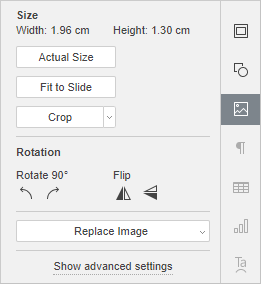 Size
Width: 1.96 cm Height: 1.30 cm
Actual Size
Fit to Slide
Crop
Rotation
Rotate 90° Flip
Replace Image
Show advanced settings
Ta